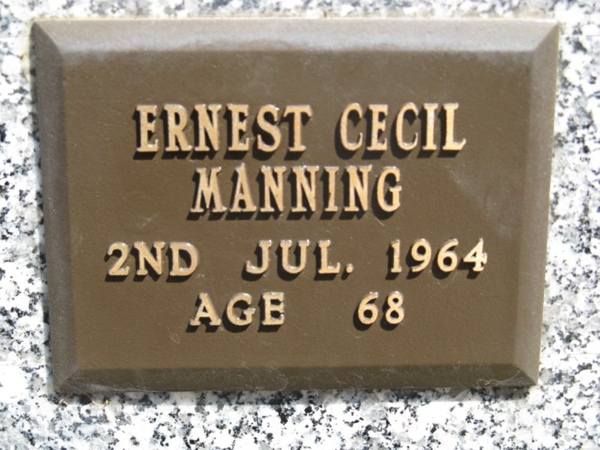 ERNEST CECIL
MANNING
2ND JUL. 1964
AGE 68